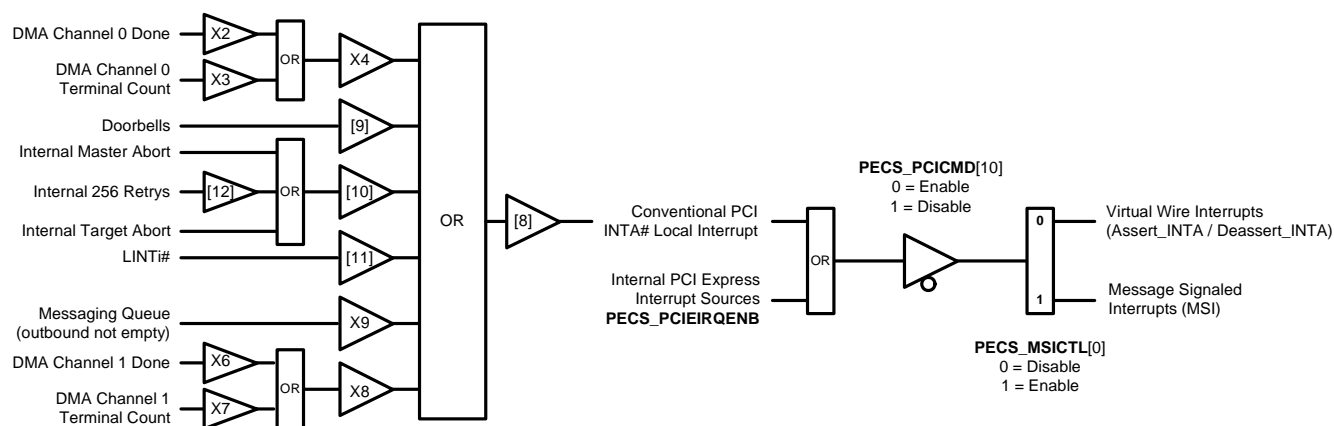 DMA Channel 0 Done
X2
OR
DMA Channel 0
Terminal Count
X3
X4
Doorbells
[9]
Internal Master Abort
Internal 256 Retrys
[12]
OR
[10]
Internal Target Abort
LINTi#
[11]
Messaging Queue
(outbound not empty)
X9
DMA Channel 1 Done
X6
OR
X8
DMA Channel 1
Terminal Count
X7
OR
[8]
Conventional PCI
INTA# Local Interrupt
Internal PCI Express
Interrupt Sources
PECS_PCIEIRQENB
OR
PECS_PCICMD[10]
0 = Enable
1 = Disable
0
1
PECS_MSICTL[0]
0 = Disable
1 = Enable
Virtual Wire Interrupts
(Assert_INTA / Deassert_INTA)
Message Signaled
Interrupts (MSI)